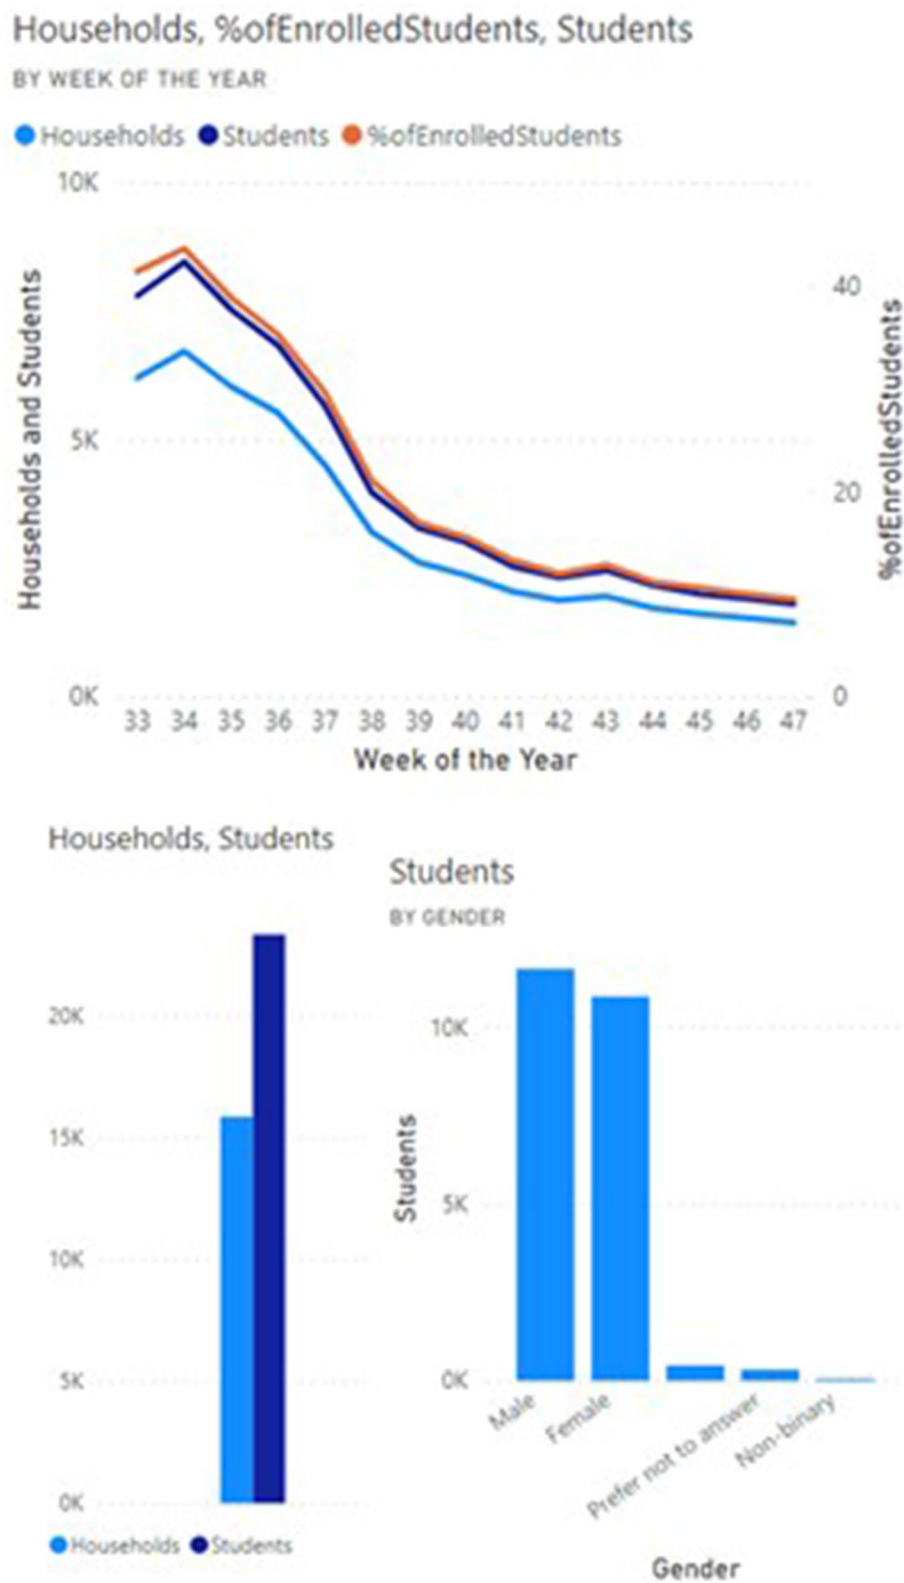 Households, %ofEnrolledStudents, Students
BY WEEK OF THE YEAR
Households Students %ofEnrolledStudents
10K
5K
0K
Households and Students
40
20
0
%ofEnrolledStudents
33 34 35 36 37 38 39 40 41 42 43 44 45 46 47
Week of the Year
Households, Students
20K
15K
10K
5K
0K
Households Students
Students
BY GENDER
10K
5K
0K
Students
Male
Female
Prefer not to answer
Non-binary
Gender